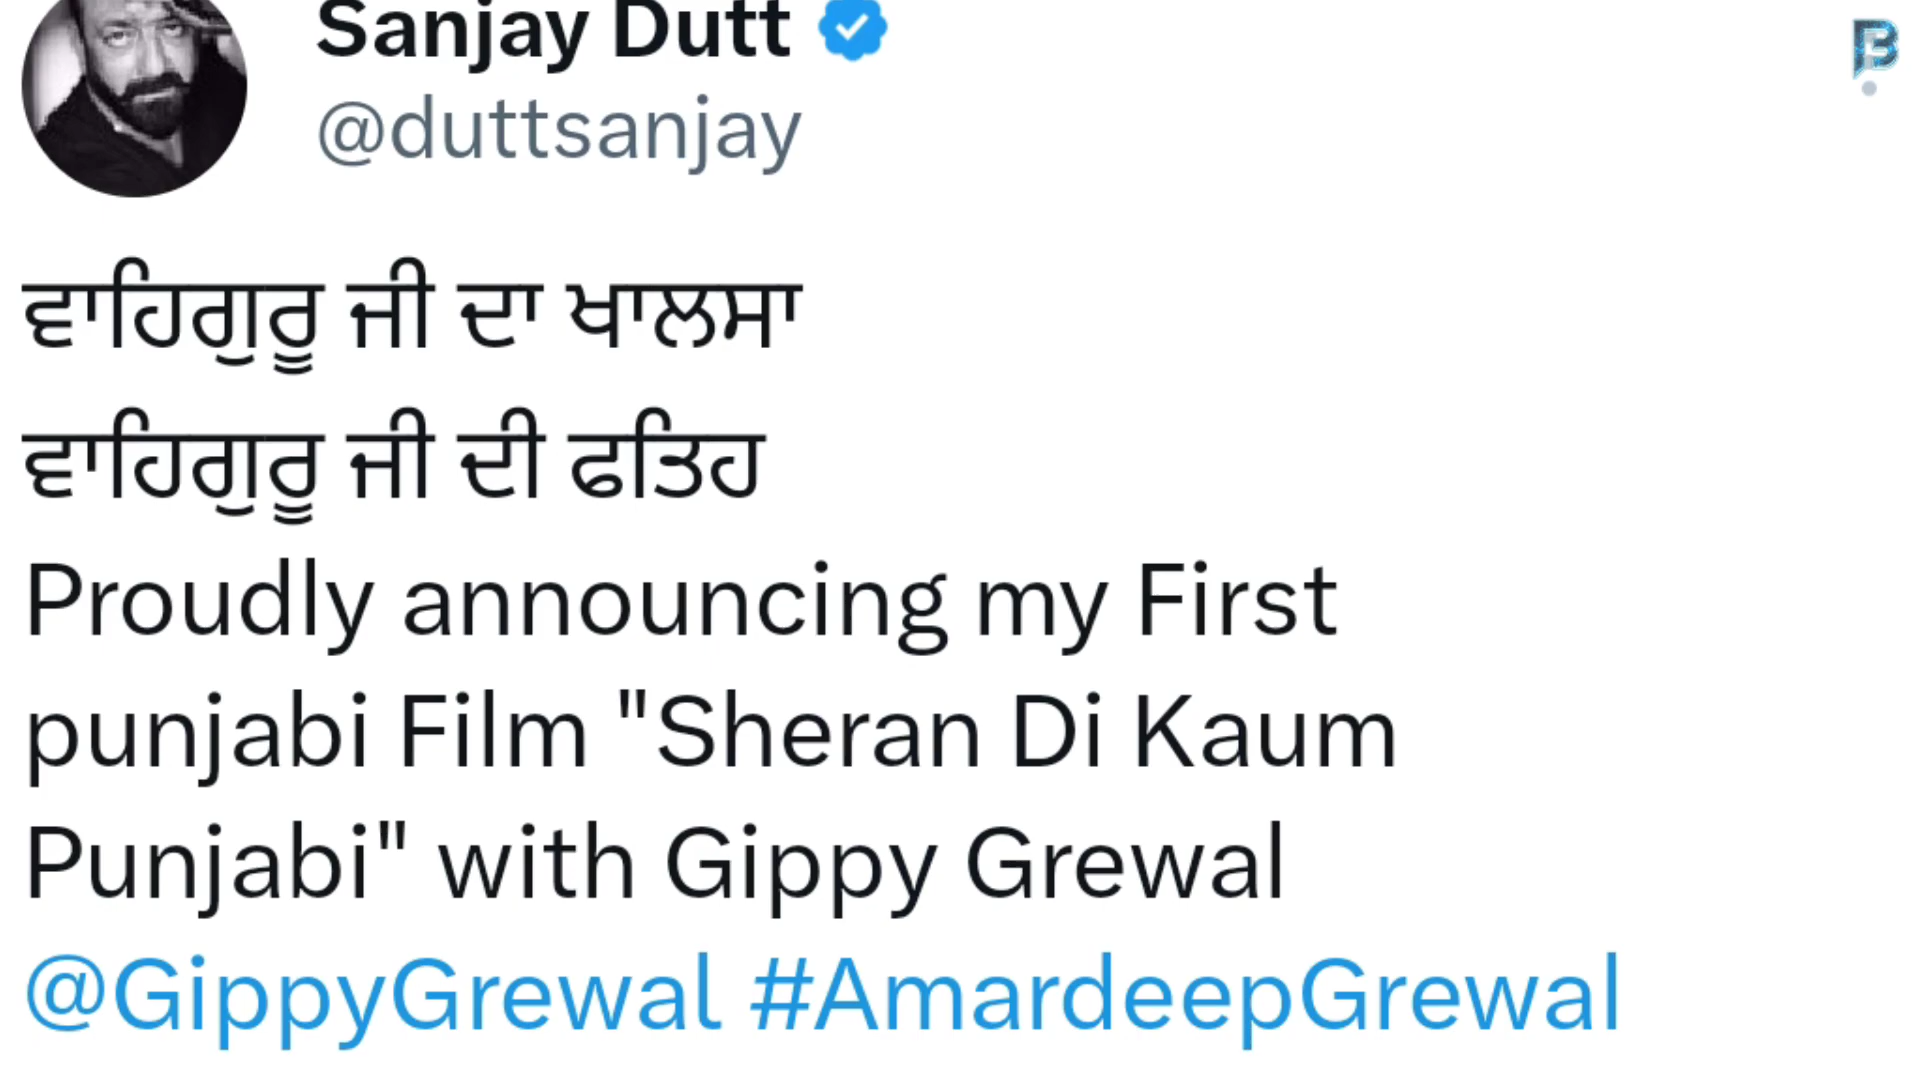 Sanjay Dutt
@duttsanjay
ਵਾਹਿਗੁਰੂ ਜੀ ਦਾ ਖਾਲਸਾ
ਵਾਹਿਗੁਰੂ ਜੀ ਦੀ ਫਤਿਹ
Proudly announcing my First
punjabi Film "Sheran Di Kaum
Punjabi" with Gippy Grewal
@GippyGrewal #AmardeepGrewal